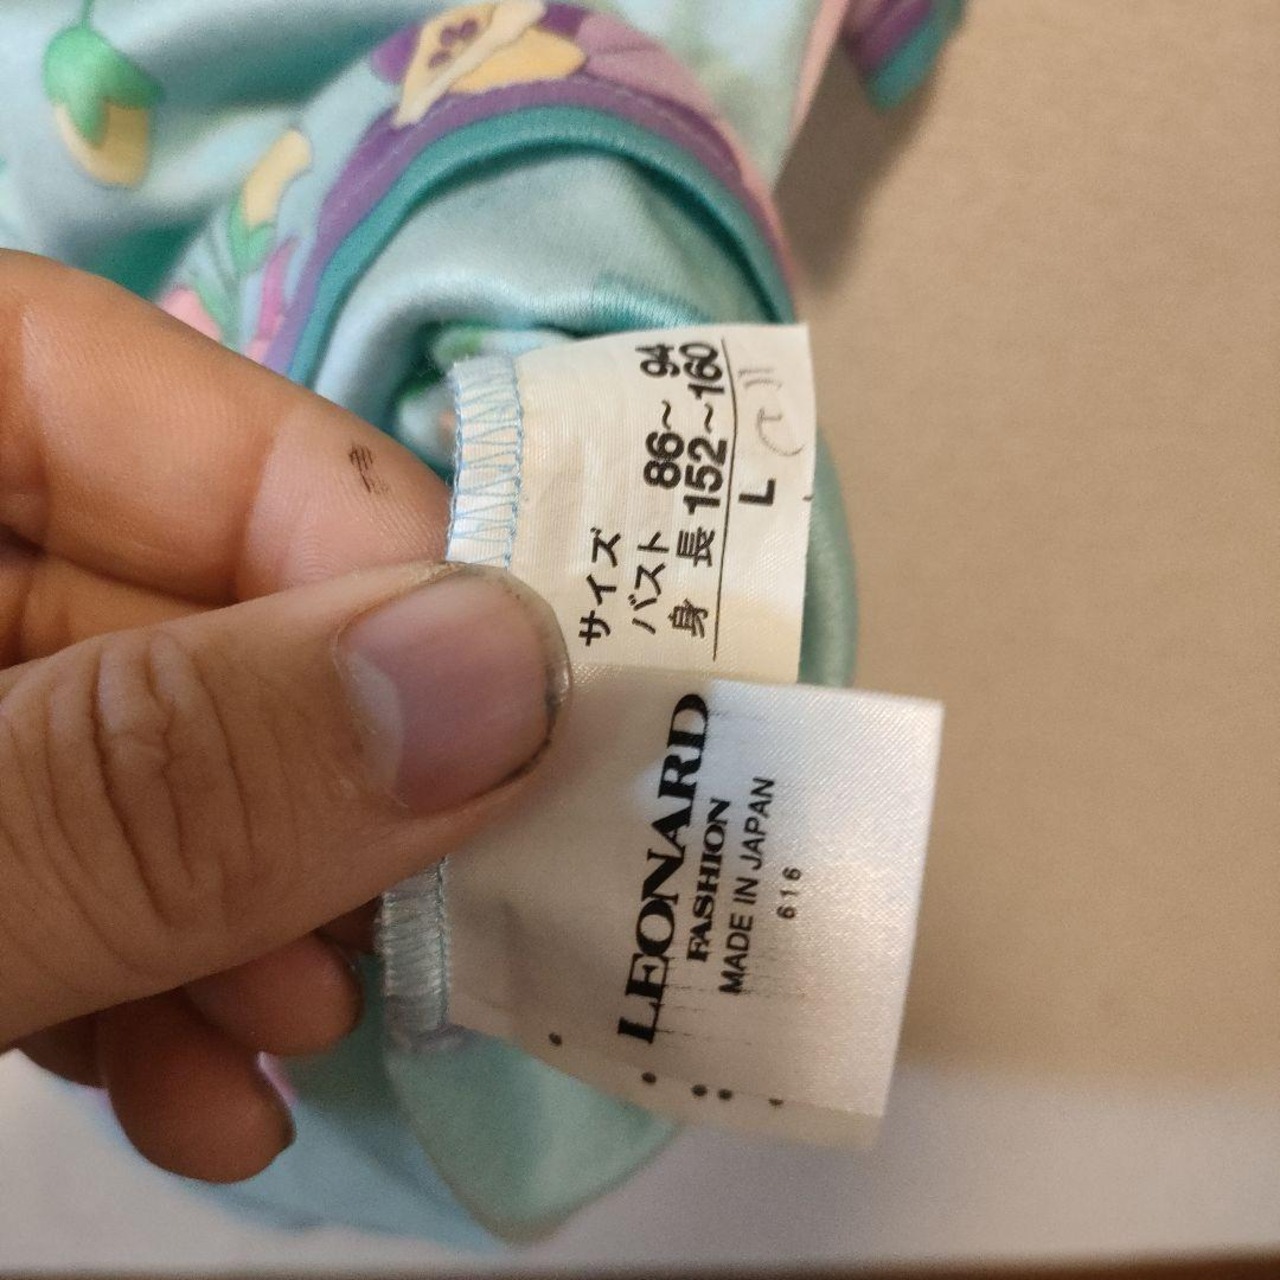 サイズ
バスト 86~ 94
身 長 152~160
L
LEONARD
FASHION
MADE IN JAPAN
616